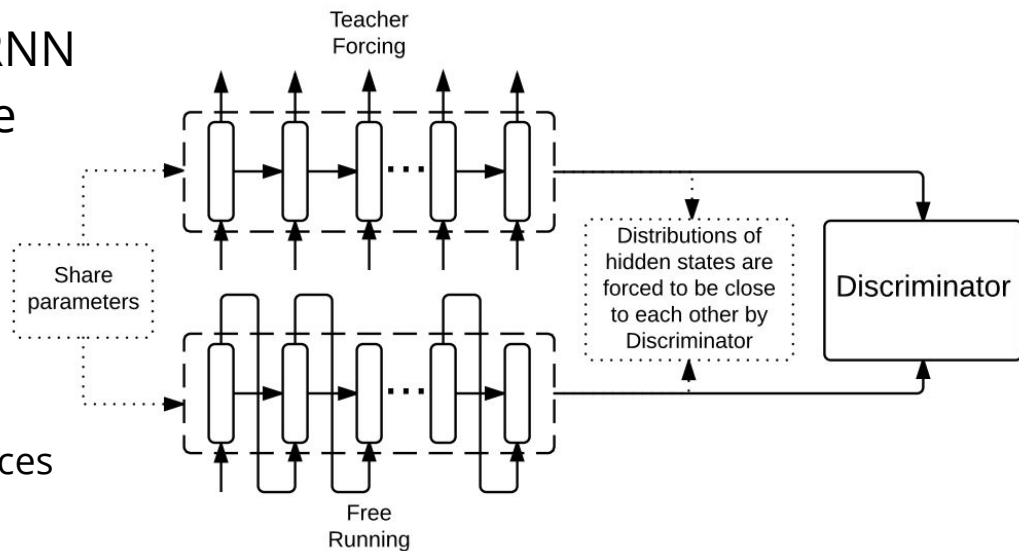 RNN
e
ces
Teacher
Forcing
Share
parameters
Distributions of
hidden states are
forced to be close
to each other by
Discriminator
Discriminator
Free
Running